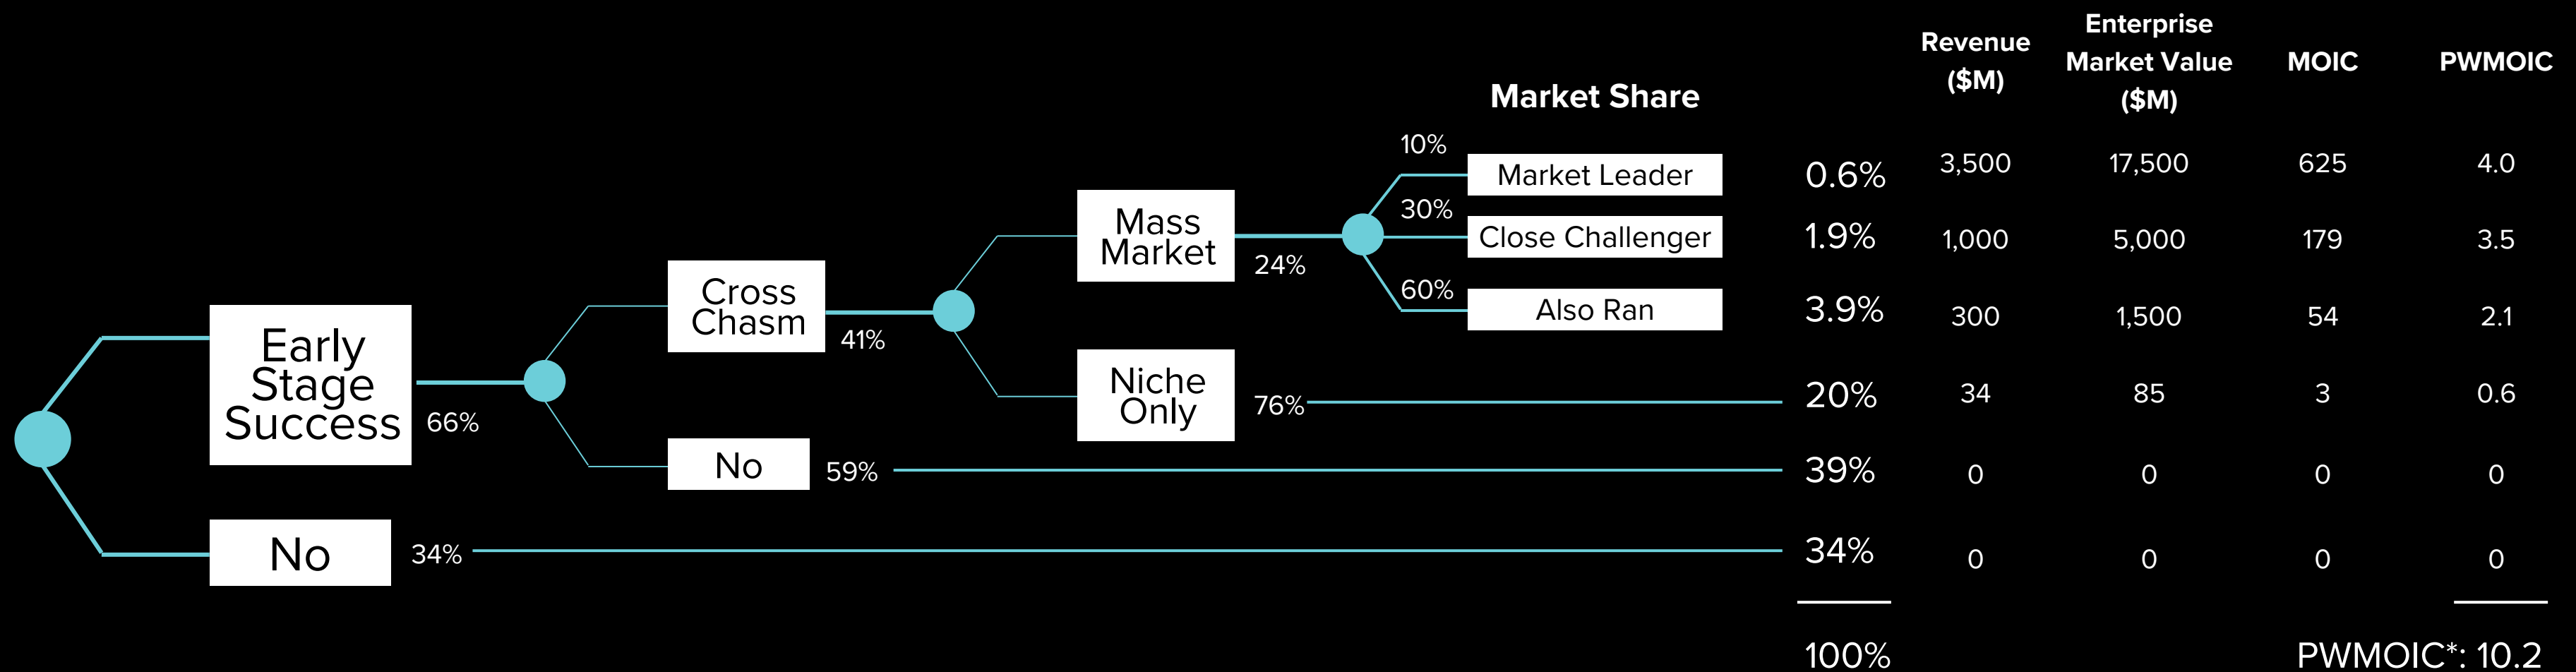 Revenue
($M)
Enterprise
Market Value
($M)
MOIC
PWMOIC
Market Share
10%
Market Leader
0.6%
3,500
17,500
625
4.0
30%
Close Challenger
1.9%
1,000
5,000
179
3.5
60%
Also Ran
3.9%
300
1,500
54
2.1
Mass
Market
24%
Cross
Chasm
41%
Early
Stage
Success
66%
Niche
Only
76%
20%
34
85
3
0.6
No
59%
39%
0
0
0
0
No
34%
34%
0
0
0
0
100%
PWMOIC*: 10.2